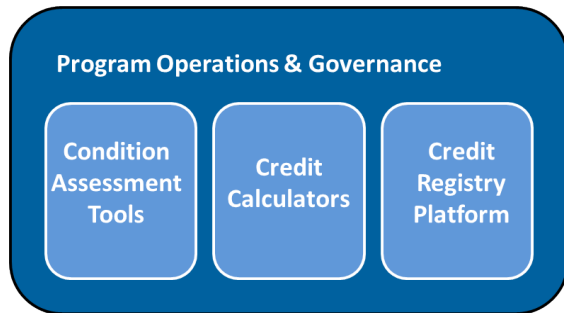 Program Operations & Governance
Condition
Assessment
Tools
Credit
Calculators
Credit
Registry
Platform